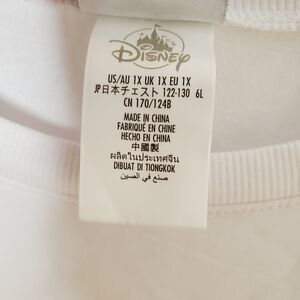 Disney
US/AU 1X UK 1X EU 1X
JP日本チェスト 122-130 6L
CN 170/124B
MADE IN CHINA
FABRIQUÉ EN CHINE
HECHO EN CHINA
中國製
ผลิตในประเทศจีน
DIBUAT DI TIONGKOK
صنع في الصين